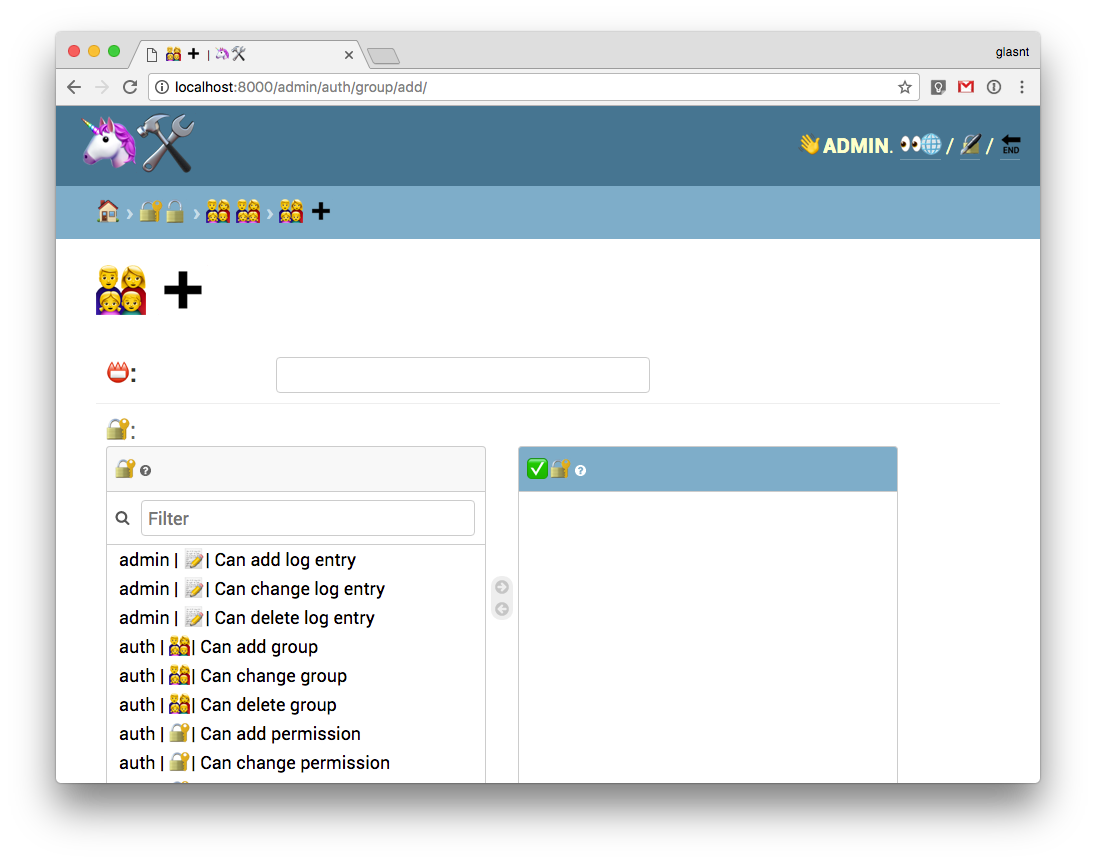 👨‍👩‍👧‍👦 ➕ | 🦄🛠
glasnt
localhost:8000/admin/auth/group/add/
🦄🛠
👋 ADMIN. 👀🌐 / 📝 / 🔚
🏠 › 🔐🔒 › 👨‍👩‍👧‍👦 👨‍👩‍👧‍👦 › 👨‍👩‍👧‍👦 ➕
👨‍👩‍👧‍👦 ➕
📛:
🔐:
🔐 ?
Filter
admin | 📝| Can add log entry
admin | 📝| Can change log entry
admin | 📝| Can delete log entry
auth | 👨‍👩‍👧‍👦| Can add group
auth | 👨‍👩‍👧‍👦| Can change group
auth | 👨‍👩‍👧‍👦| Can delete group
auth | 🔐| Can add permission
auth | 🔐| Can change permission
✅🔐 ?